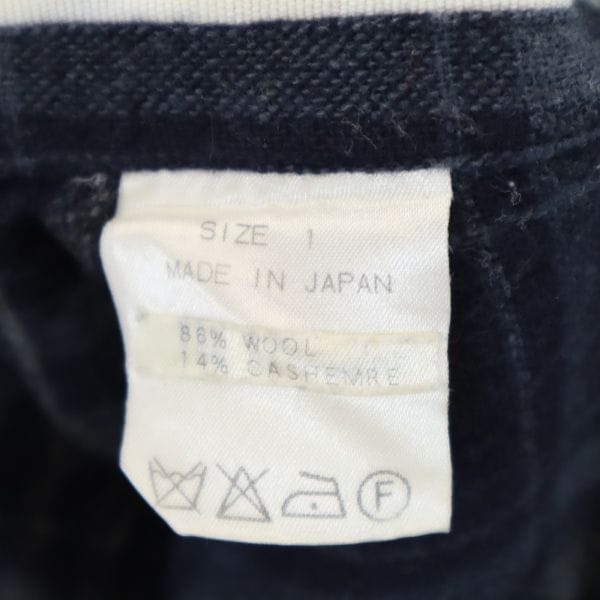 SIZE 1
MADE IN JAPAN
86% WOOL
14% CASHEMRE
F